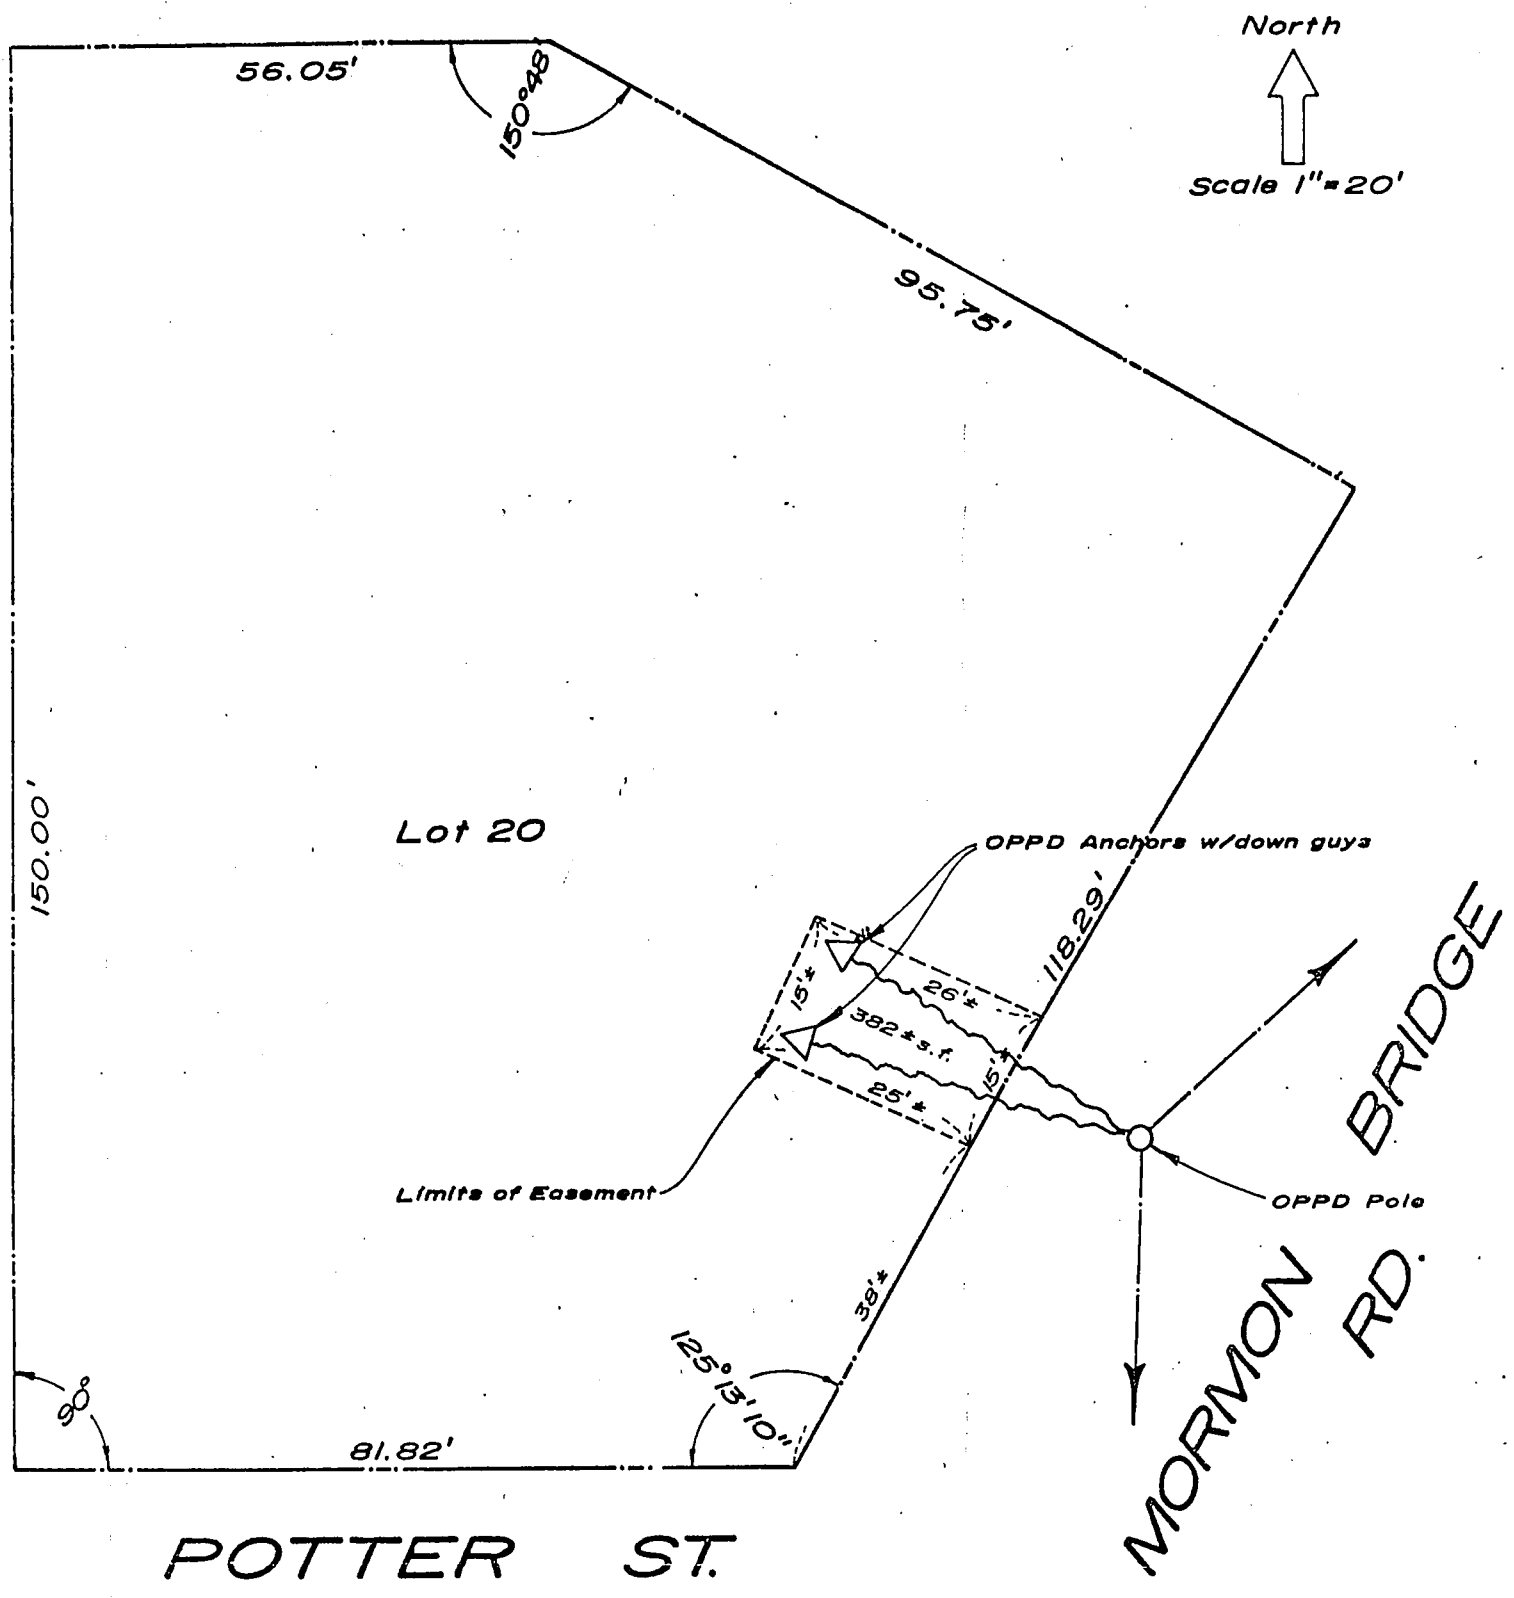 North
Scale 1"=20'
56.05'
150°48
95.75'
150.00'
Lot 20
OPPD Anchors w/down guys
118.29'
15'±
26'±
382± s.f.
15'±
25'±
Limits of Easement
OPPD Pole
38'±
125°13'10"
90°
81.82'
MORMON BRIDGE
RD.
POTTER ST.